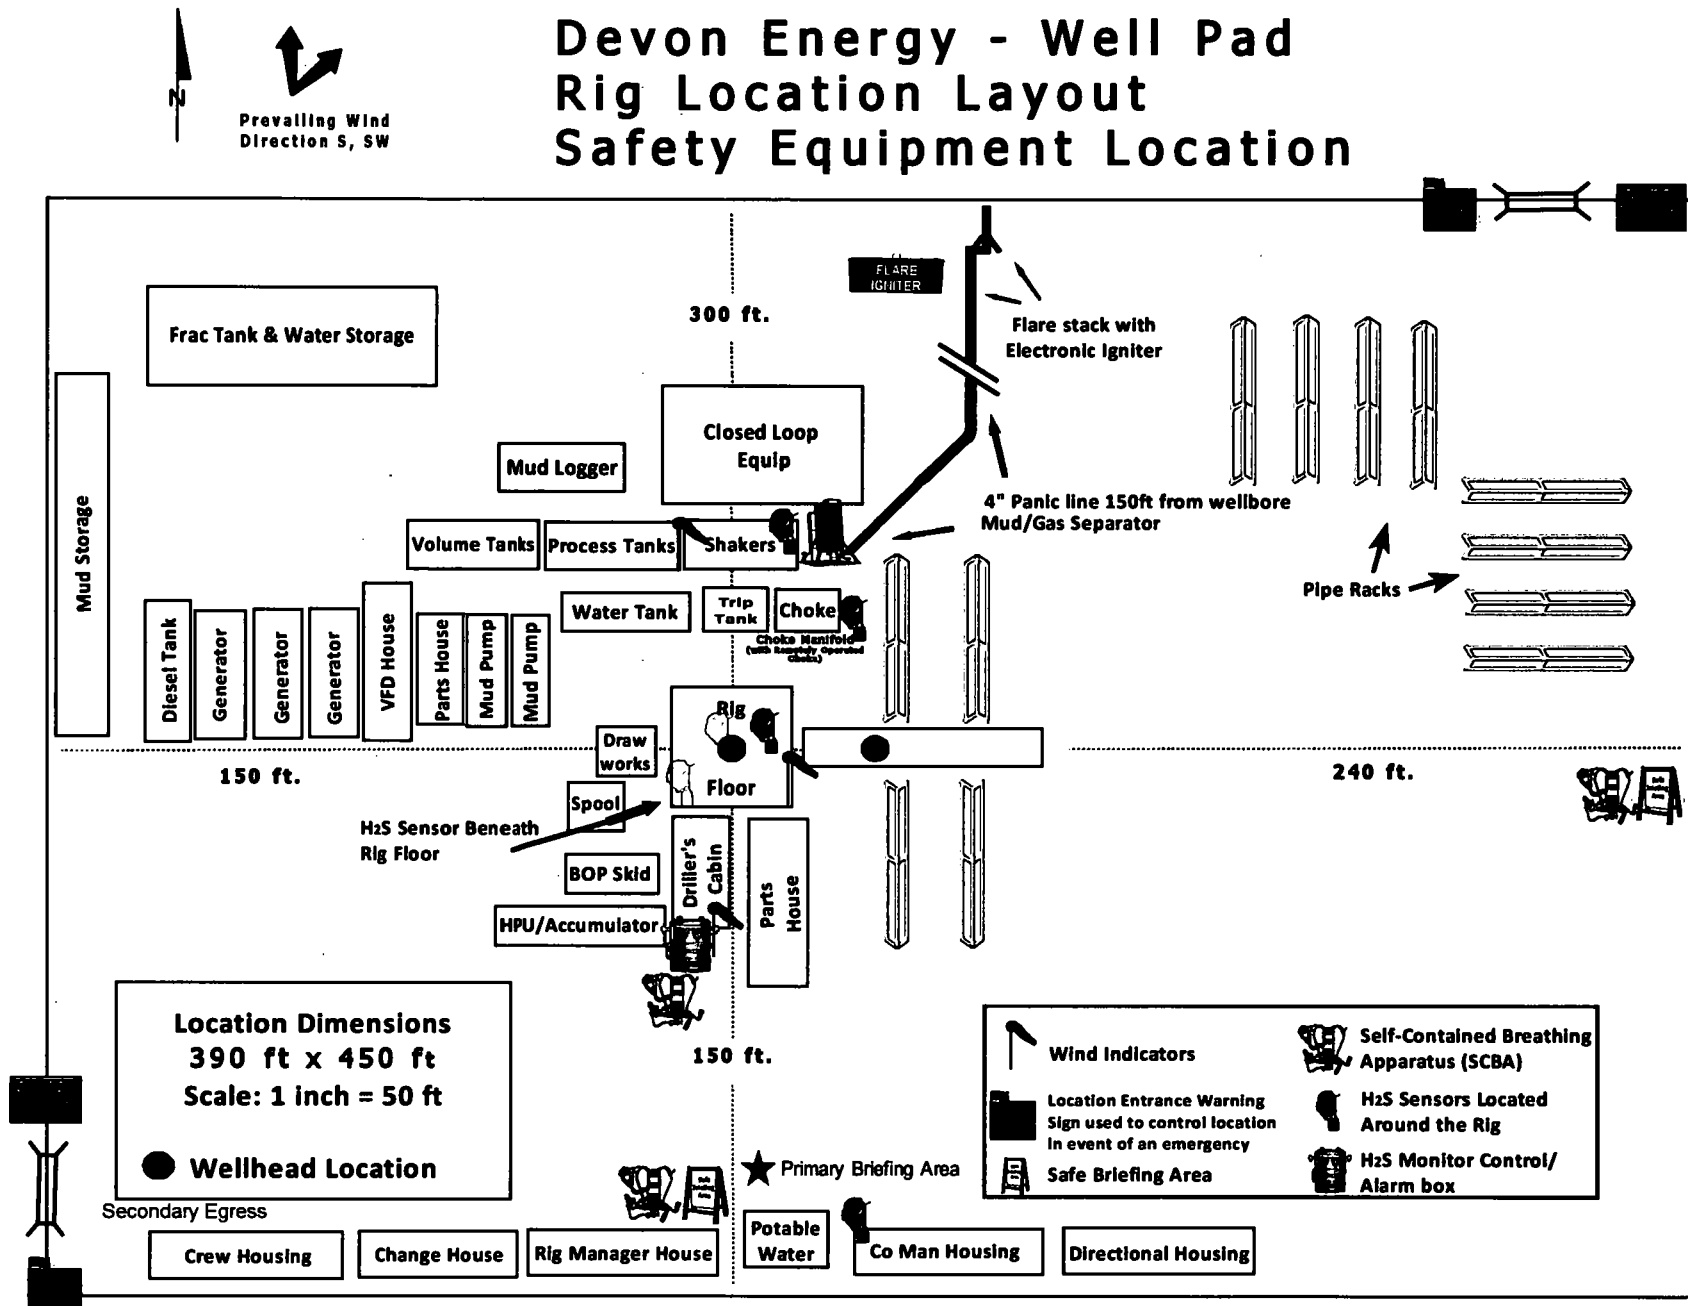 Devon Energy - Well Pad
Rig Location Layout
Safety Equipment Location
N
Prevailing Wind
Direction S, SW
FLARE
IGNITER
300 ft.
Flare stack with
Electronic Igniter
Frac Tank & Water Storage
Mud Storage
Closed Loop
Equip
Mud Logger
4" Panic line 150ft from wellbore
Mud/Gas Separator
Volume Tanks
Process Tanks
Shakers
Pipe Racks
Water Tank
Trip
Tank
Choke
Choke Manifold
(with Remotely Operated
Choke)
Diesel Tank
Generator
Generator
Generator
VFD House
Parts House
Mud Pump
Mud Pump
Rig
Floor
Draw
works
150 ft.
240 ft.
Spool
H2S Sensor Beneath
Rig Floor
BOP Skid
Driller's
Cabin
Parts
House
HPU/Accumulator
Location Dimensions
390 ft x 450 ft
Scale: 1 inch = 50 ft
Wellhead Location
150 ft.
Wind Indicators
Location Entrance Warning
Sign used to control location
in event of an emergency
Safe Briefing Area
Self-Contained Breathing
Apparatus (SCBA)
H2S Sensors Located
Around the Rig
H2S Monitor Control/
Alarm box
Primary Briefing Area
Secondary Egress
Crew Housing
Change House
Rig Manager House
Potable
Water
Co Man Housing
Directional Housing